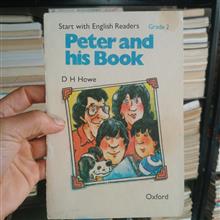 Start with English Readers Grade 2
Peter and
his Book
D H Howe
Oxford